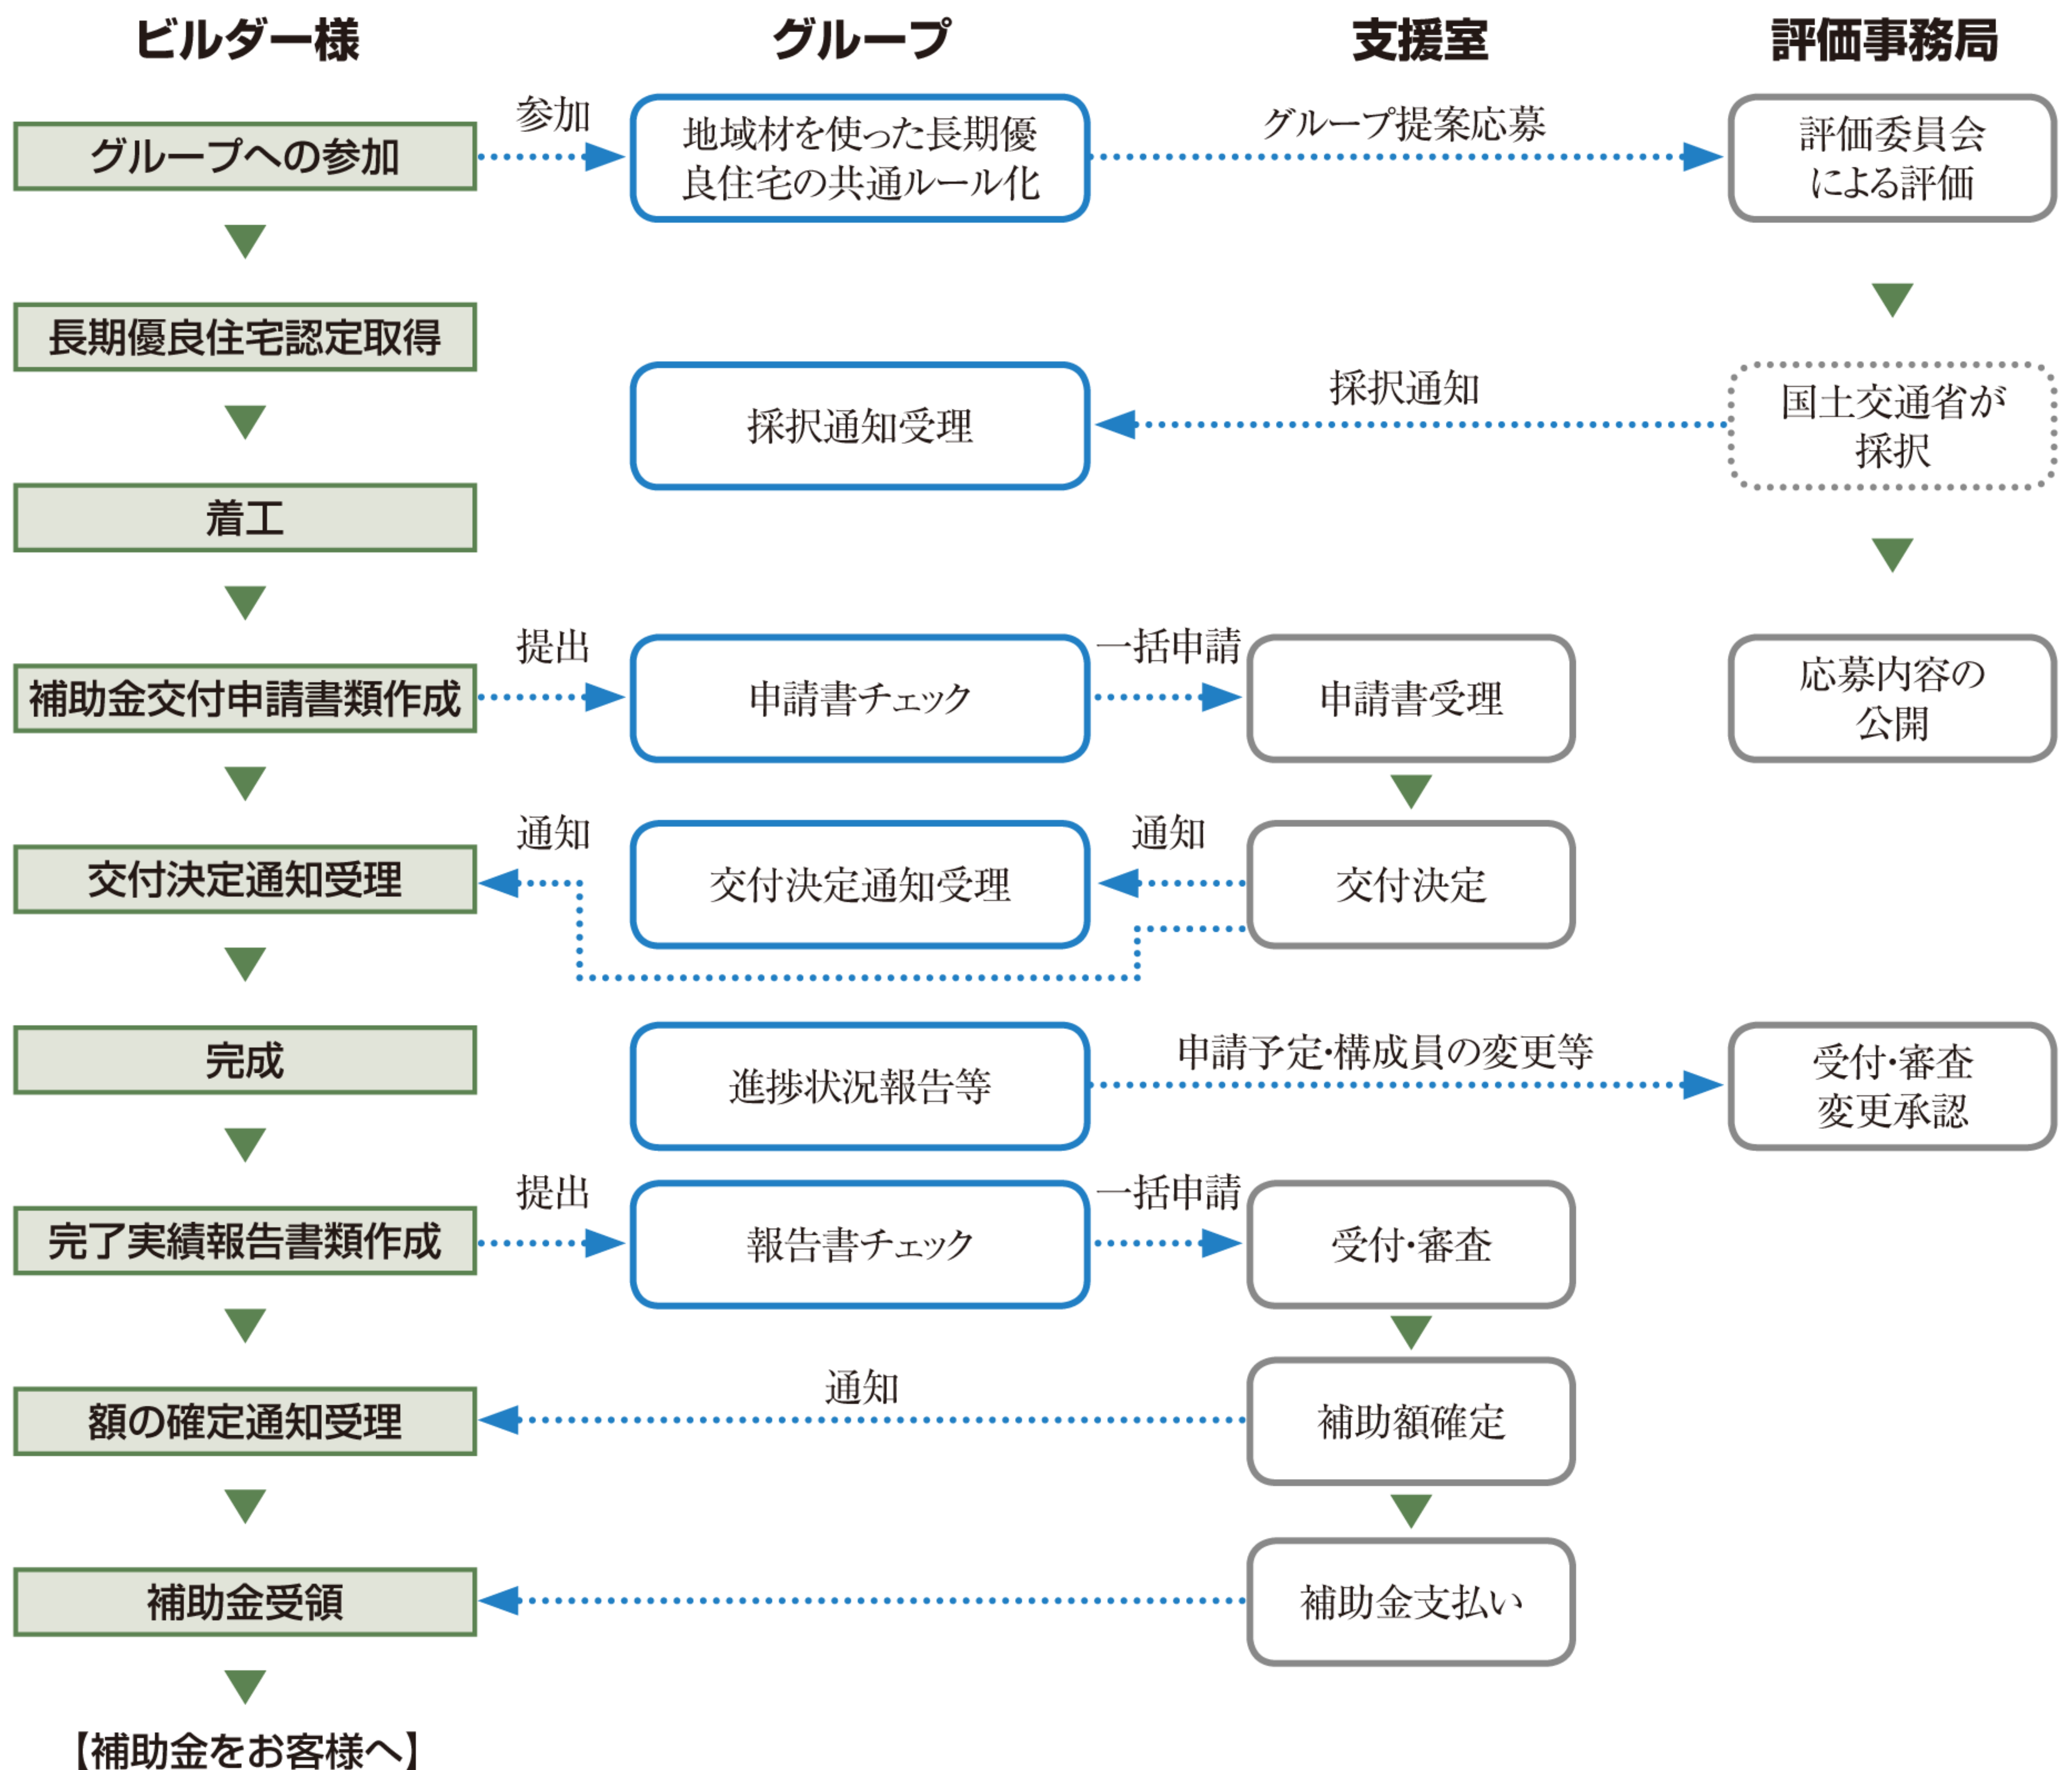 ビルダー様
グループ
支援室
評価事務局
グループへの参加
参加
地域材を使った長期優
良住宅の共通ルール化
グループ提案応募
評価委員会
による評価
長期優良住宅認定取得
採択通知受理
採択通知
国土交通省が
採択
着工
補助金交付申請書類作成
提出
申請書チェック
一括申請
申請書受理
応募内容の
公開
交付決定通知受理
通知
交付決定通知受理
通知
交付決定
完成
進捗状況報告等
申請予定・構成員の変更等
受付・審査
変更承認
完了実績報告書類作成
提出
報告書チェック
一括申請
受付・審査
額の確定通知受理
通知
補助額確定
補助金受領
補助金支払い
【補助金をお客様へ】